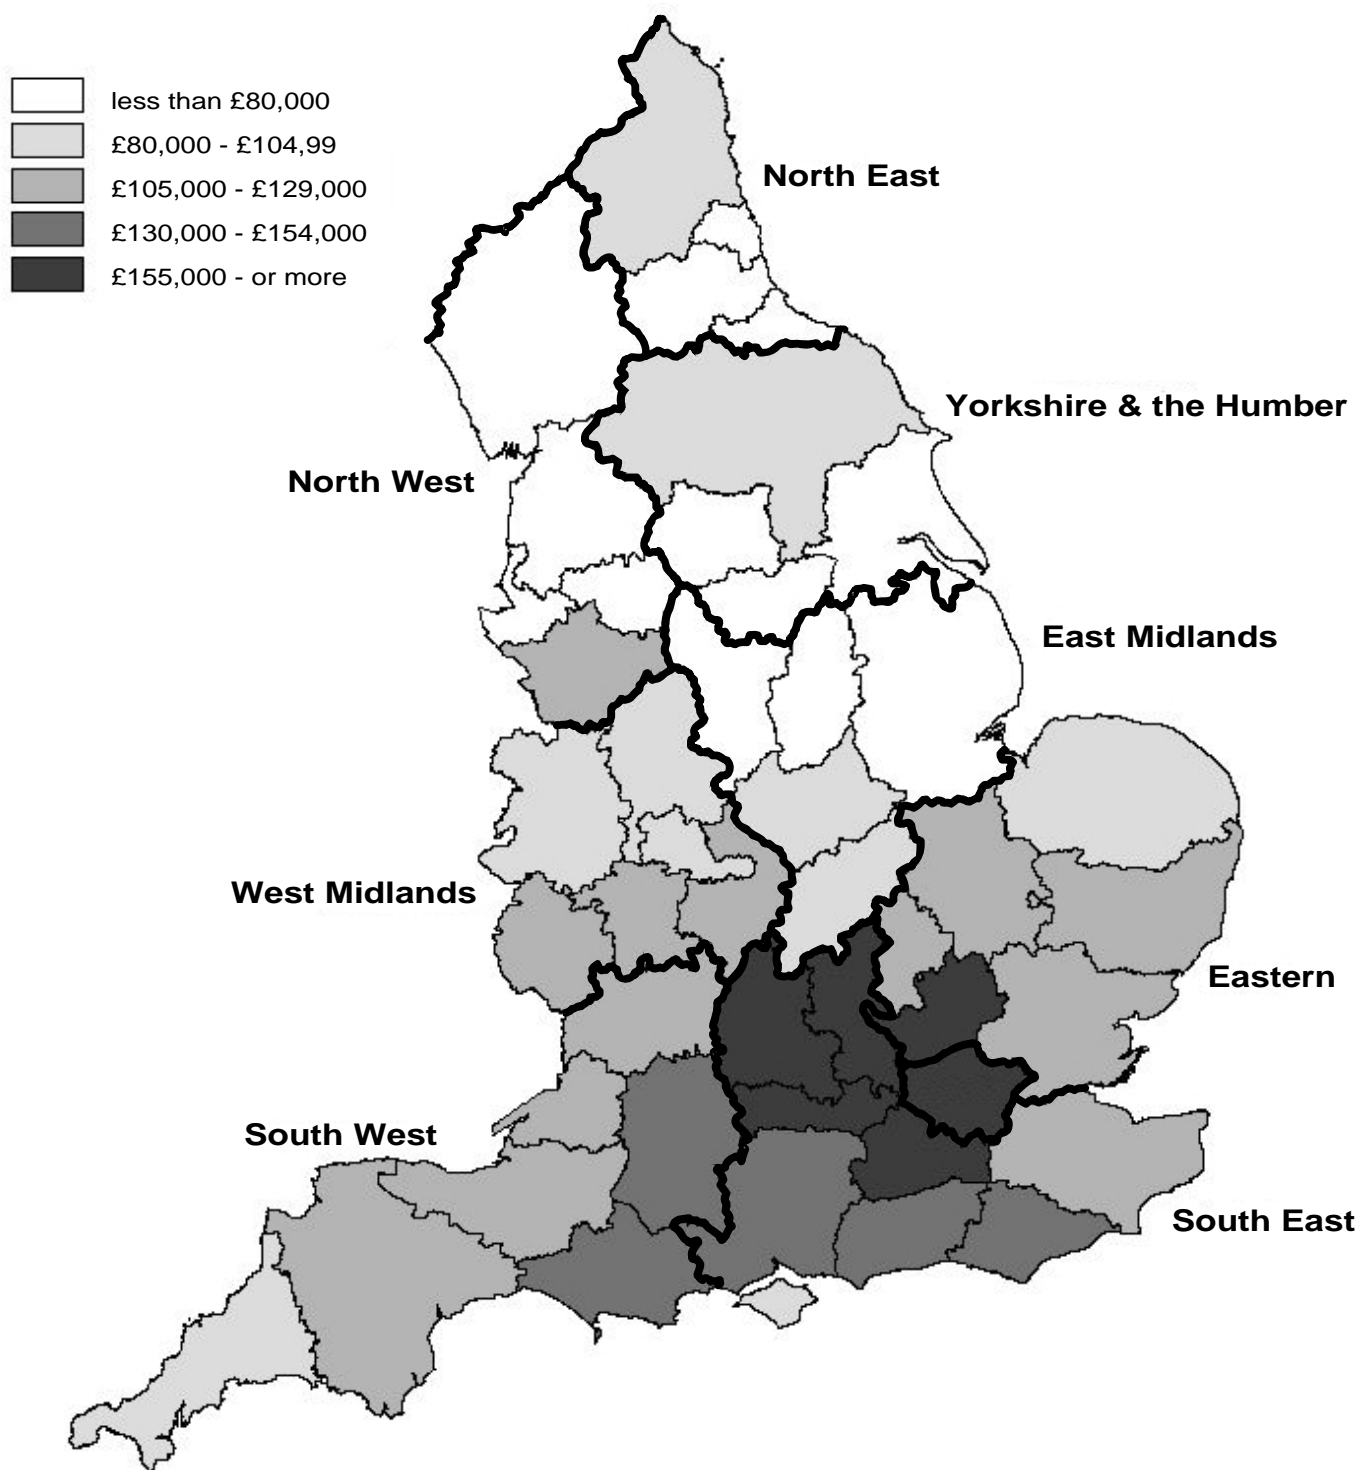 less than £80,000
£80,000 - £104,99
£105,000 - £129,000
£130,000 - £154,000
£155,000 - or more
North East
Yorkshire & the Humber
North West
East Midlands
West Midlands
Eastern
South West
South East